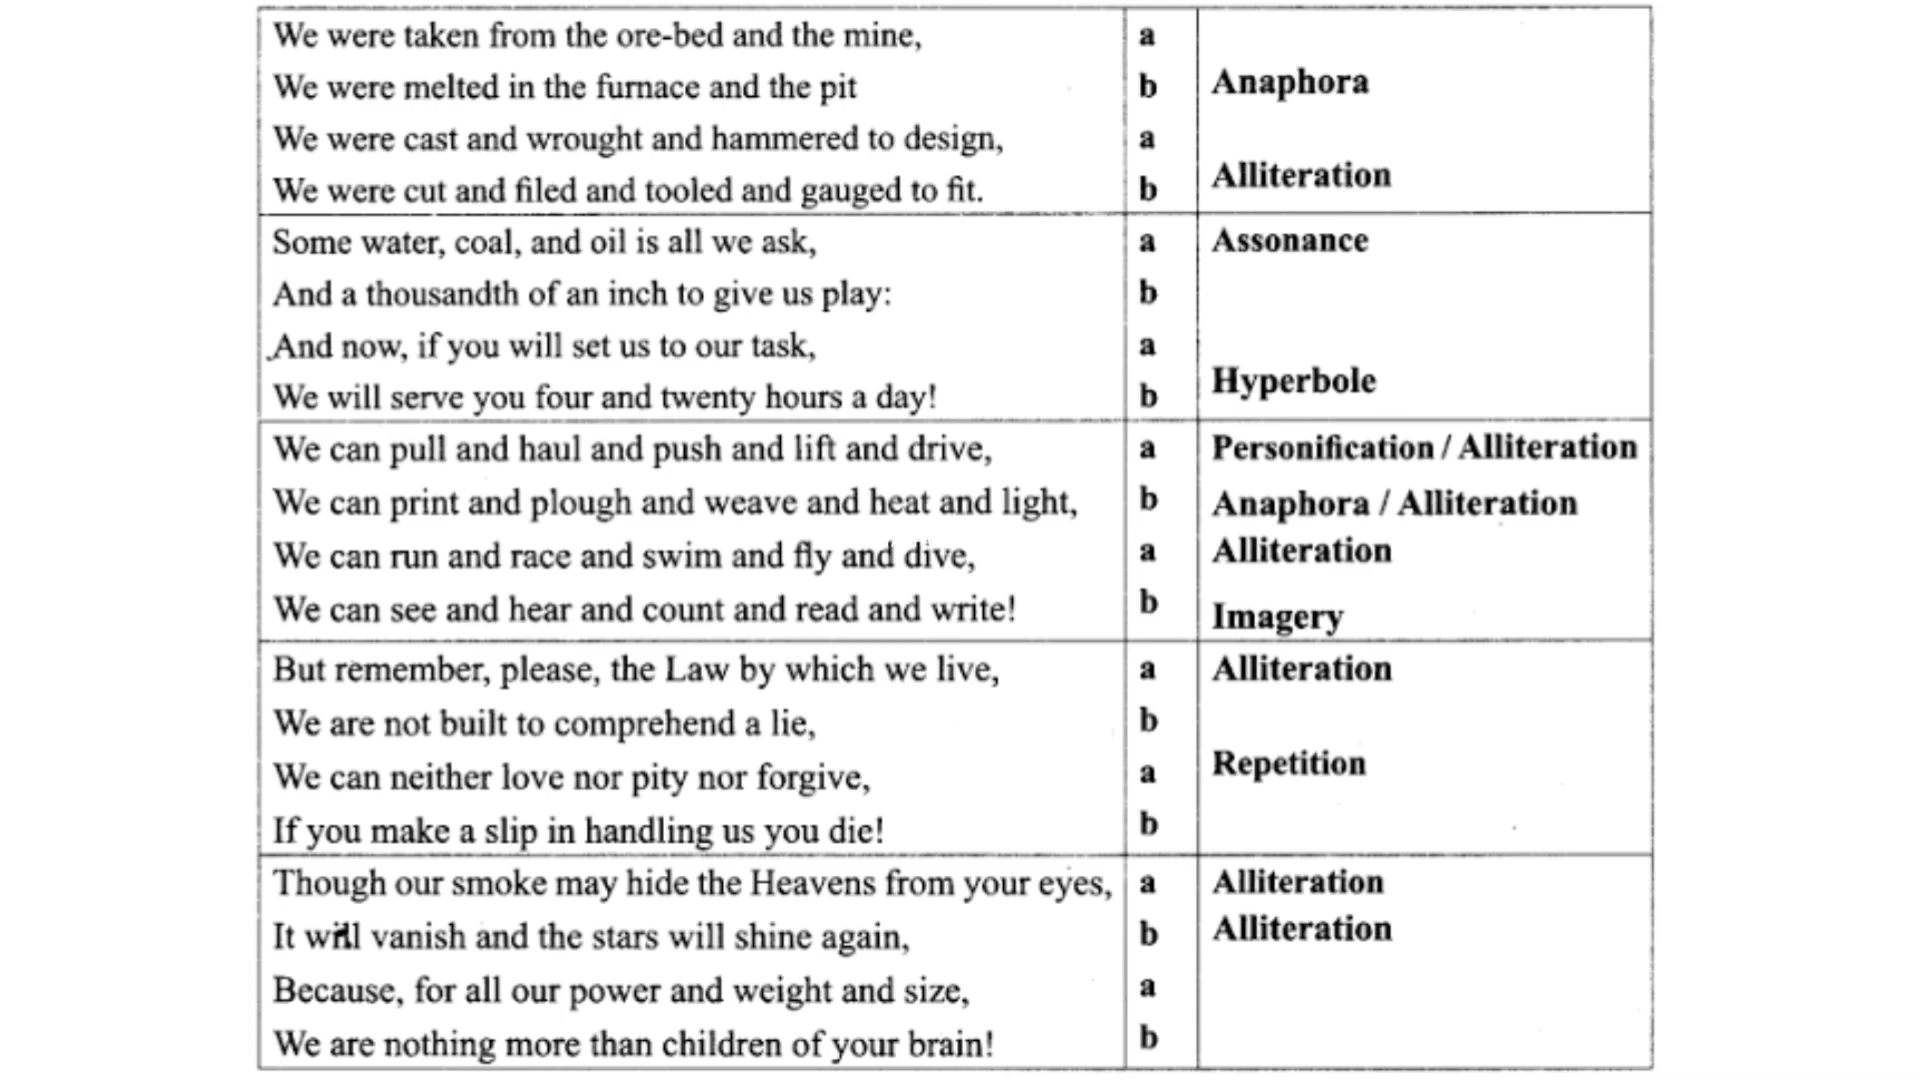 We were taken from the ore-bed and the mine, a
We were melted in the furnace and the pit b Anaphora
We were cast and wrought and hammered to design, a
We were cut and filed and tooled and gauged to fit. b Alliteration
Some water, coal, and oil is all we ask, a Assonance
And a thousandth of an inch to give us play: b
And now, if you will set us to our task, a
We will serve you four and twenty hours a day! b Hyperbole
We can pull and haul and push and lift and drive, a Personification / Alliteration
We can print and plough and weave and heat and light, b Anaphora / Alliteration
We can run and race and swim and fly and dive, a Alliteration
We can see and hear and count and read and write! b Imagery
But remember, please, the Law by which we live, a Alliteration
We are not built to comprehend a lie, b
We can neither love nor pity nor forgive, a Repetition
If you make a slip in handling us you die! b
Though our smoke may hide the Heavens from your eyes, a Alliteration
It will vanish and the stars will shine again, b Alliteration
Because, for all our power and weight and size, a
We are nothing more than children of your brain! b